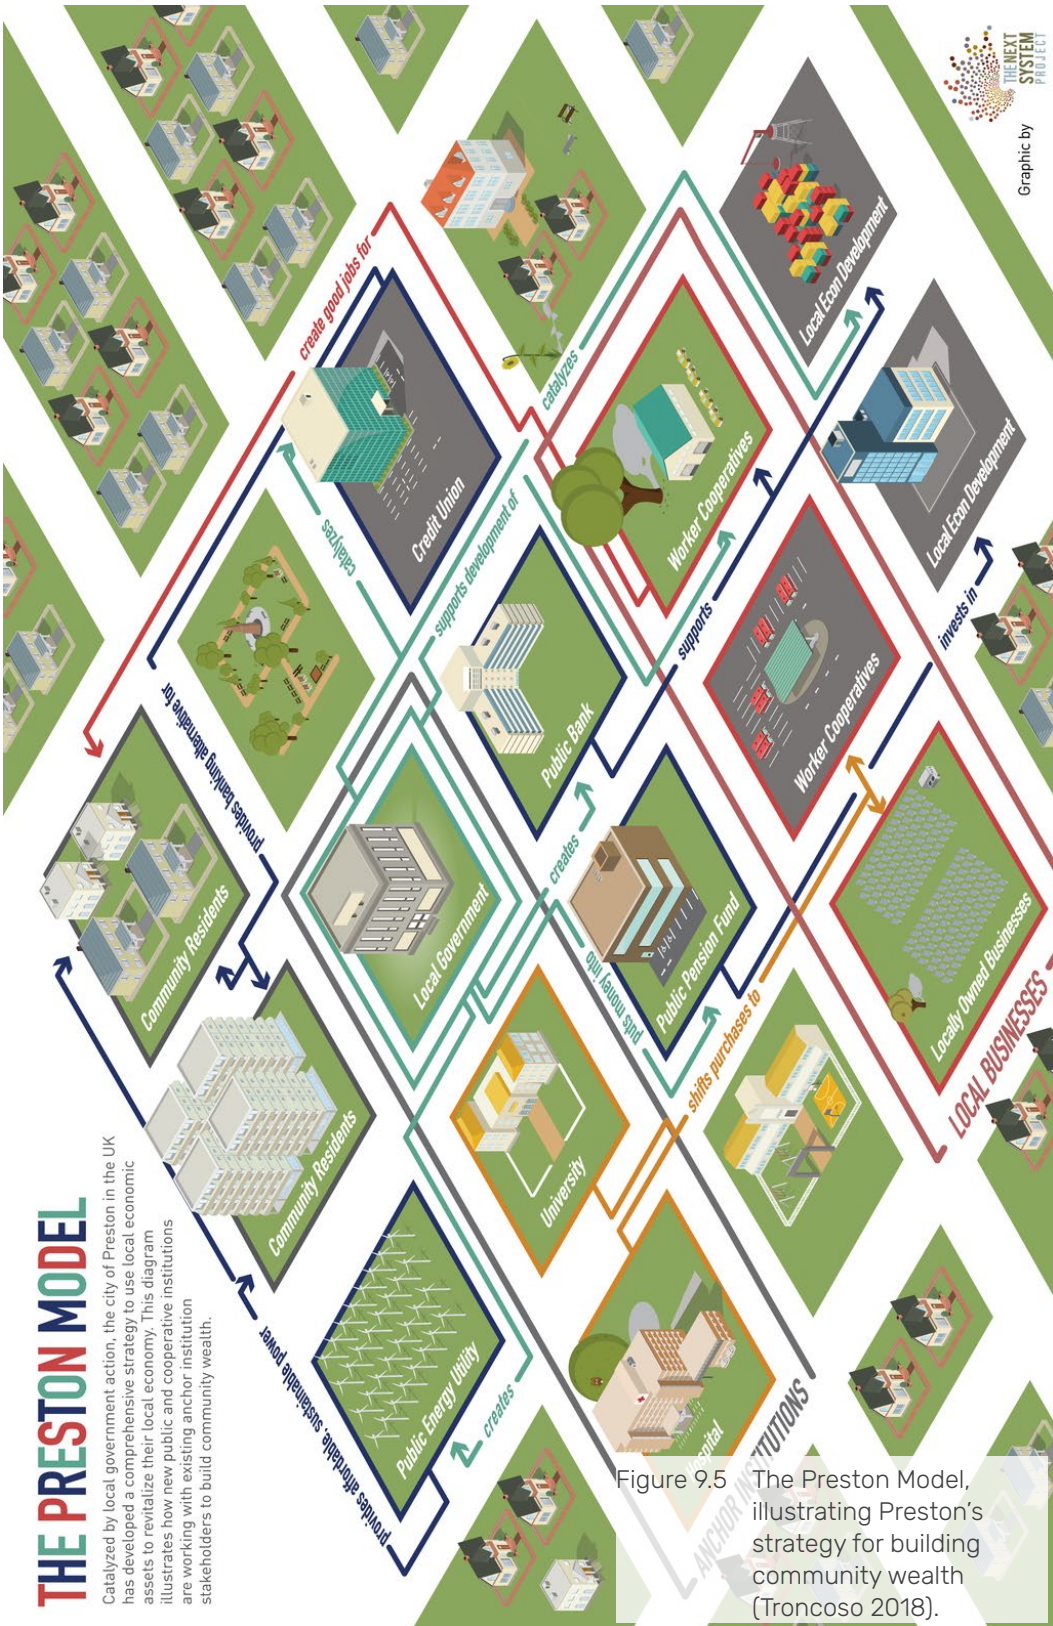 THE PRESTON MODEL
Catalyzed by local government action, the city of Preston in the UK
has developed a comprehensive strategy to use local economic
assets to revitalize their local economy. This diagram
illustrates how new public and cooperative institutions
are working with existing anchor institution
stakeholders to build community wealth.
Community Residents
Community Residents
provides affordable, sustainable power
provides banking alternative for
create good jobs for
Public Energy Utility
creates
Local Government
catalyzes
Credit Union
supports development of
University
creates
Public Bank
catalyzes
Hospital
puts money into
Public Pension Fund
supports
Worker Cooperatives
Local Econ Development
ANCHOR INSTITUTIONS
shifts purchases to
Worker Cooperatives
Local Econ Development
invests in
Locally Owned Businesses
LOCAL BUSINESSES
Graphic by
THE NEXT
SYSTEM
PROJECT
Figure 9.5 The Preston Model,
illustrating Preston’s
strategy for building
community wealth
(Troncoso 2018).